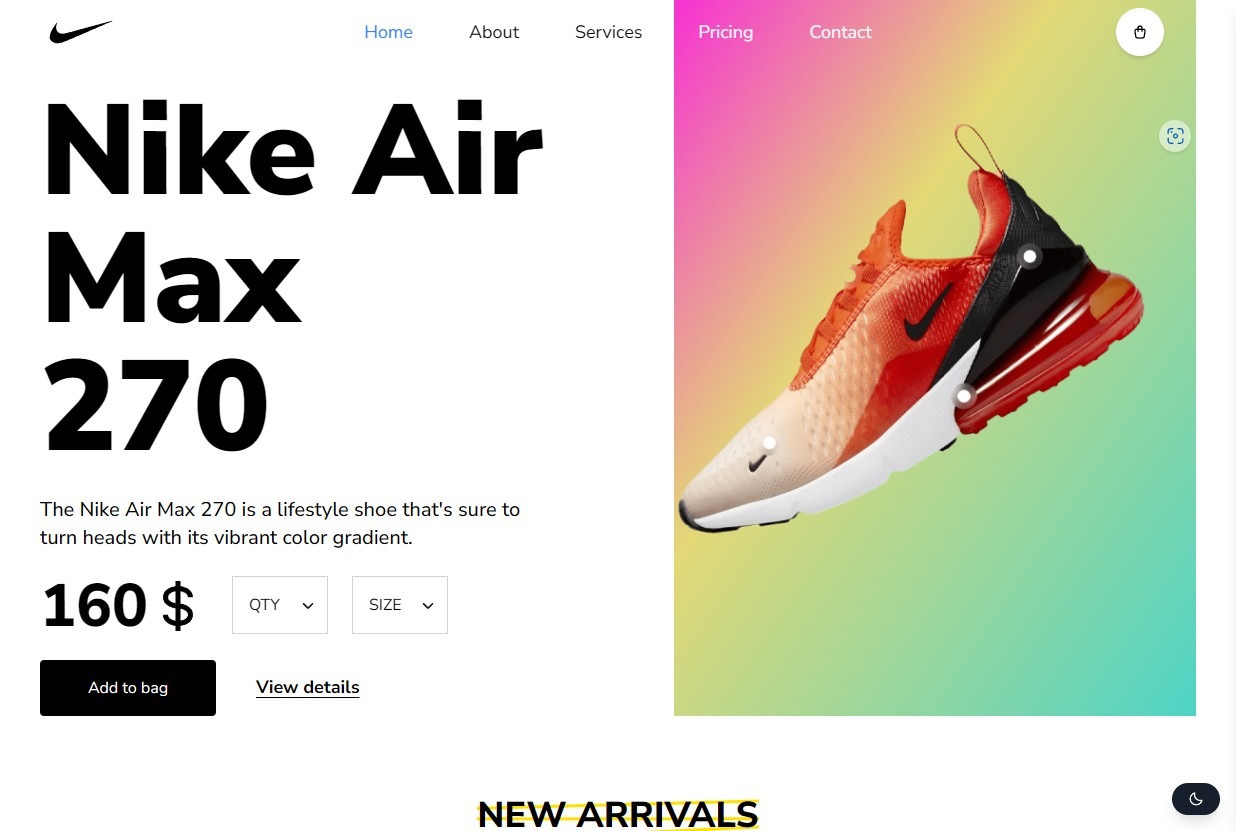 Home About Services Pricing Contact
Nike Air
Max
270
The Nike Air Max 270 is a lifestyle shoe that's sure to
turn heads with its vibrant color gradient.
160 $ QTY SIZE
Add to bag View details
NEW ARRIVALS